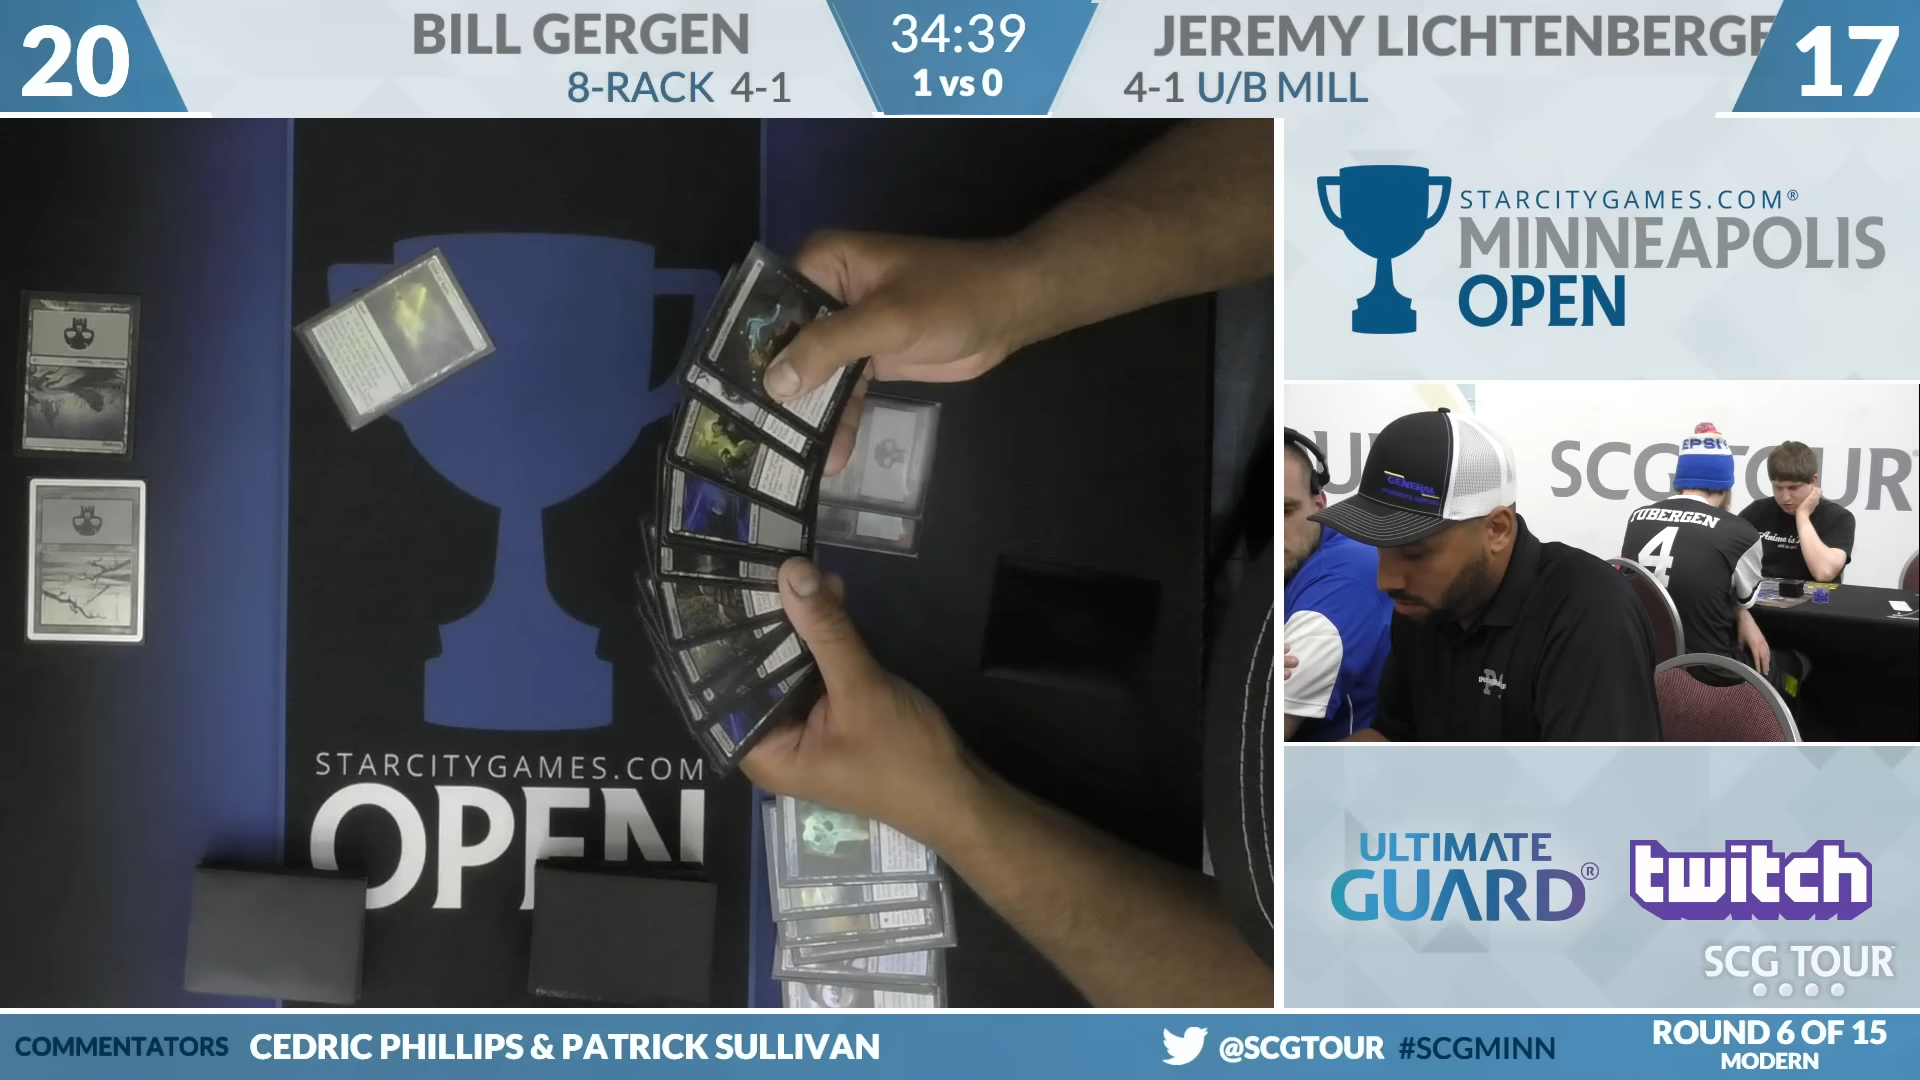 20
BILL GERGEN
8-RACK 4-1
34:39
1 vs 0
JEREMY LICHTENBERGE
4-1 U/B MILL
17
STARCITYGAMES.COM®
MINNEAPOLIS
OPEN
STARCITYGAMES.COM
OPEN
SCG TOUR
EPSI
TUBERGEN
4
GENERAL
ULTIMATE
GUARD®
twitch
SCG TOUR
COMMENTATORS CEDRIC PHILLIPS & PATRICK SULLIVAN
@SCGTOUR #SCGMINN
ROUND 6 OF 15
MODERN